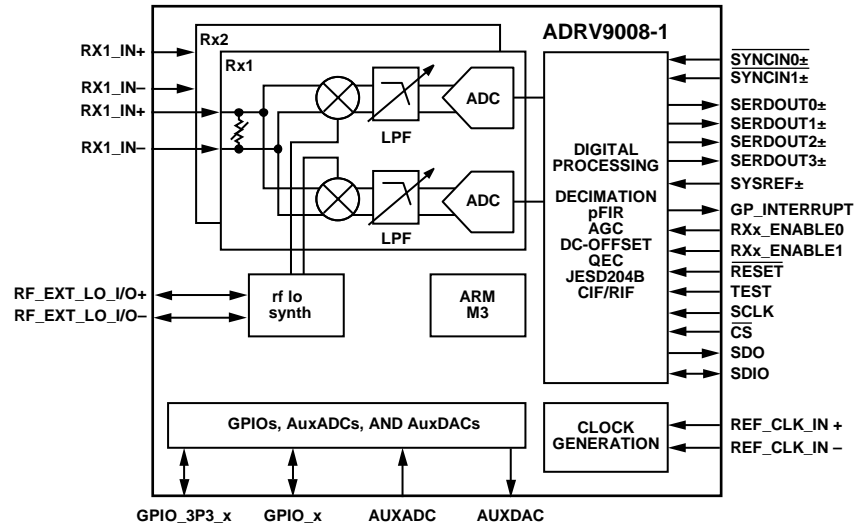 ADRV9008-1
Rx2
Rx1
RX1_IN+
RX1_IN–
RX1_IN+
RX1_IN–
LPF
ADC
LPF
ADC
RF_EXT_LO_I/O+
RF_EXT_LO_I/O–
rf lo
synth
ARM
M3
DIGITAL
PROCESSING
DECIMATION
pFIR
AGC
DC-OFFSET
QEC
JESD204B
CIF/RIF
SYNCIN0±
SYNCIN1±
SERDOUT0±
SERDOUT1±
SERDOUT2±
SERDOUT3±
SYSREF±
GP_INTERRUPT
RXx_ENABLE0
RXx_ENABLE1
RESET
TEST
SCLK
CS
SDO
SDIO
GPIOs, AuxADCs, AND AuxDACs
CLOCK
GENERATION
REF_CLK_IN +
REF_CLK_IN –
GPIO_3P3_x
GPIO_x
AUXADC
AUXDAC